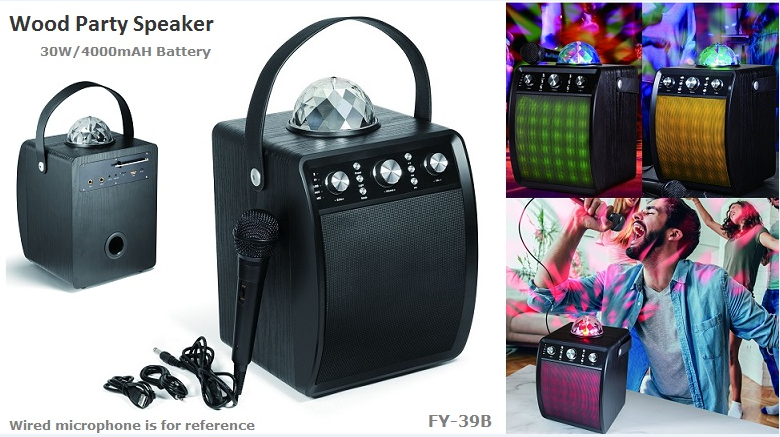 Wood Party Speaker
30W/4000mAH Battery
Wired microphone is for reference
FY-39B